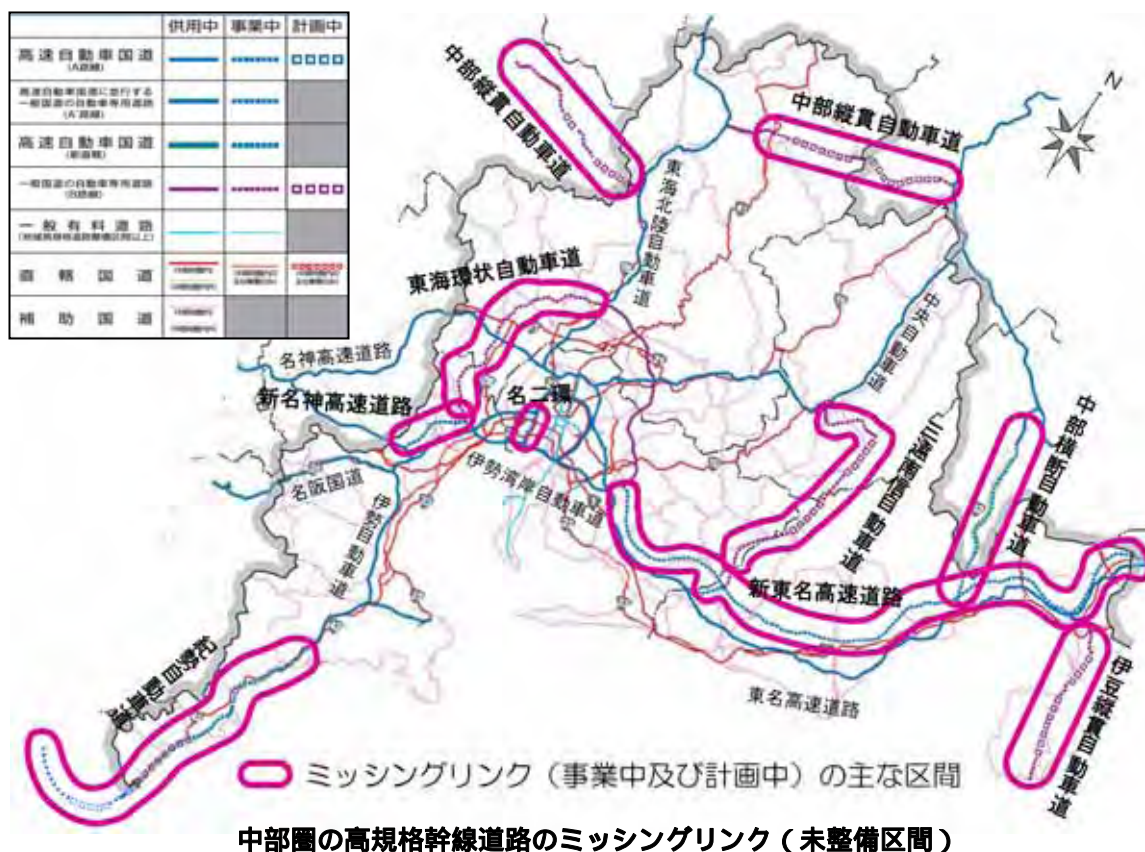 供用中 事業中 計画中
高速自動車国道
(A路線)
高速自動車国道に並行する
一般国道の自動車専用道路
(A'路線)
高速自動車国道
(新直轄)
一般国道の自動車専用道路
(B路線)
一般有料道路
直轄国道
補助国道
N
中部縦貫自動車道
中部縦貫自動車道
東海北陸自動車道
東海環状自動車道
中央自動車道
名神高速道路
新名神高速道路
名二環
名阪国道
伊勢湾岸自動車道
伊勢自動車道
三遠南信自動車道
中部横断自動車道
新東名高速道路
紀勢自動車道
東名高速道路
伊豆縦貫自動車道
ミッシングリンク（事業中及び計画中）の主な区間
中部圏の高規格幹線道路のミッシングリンク（未整備区間）